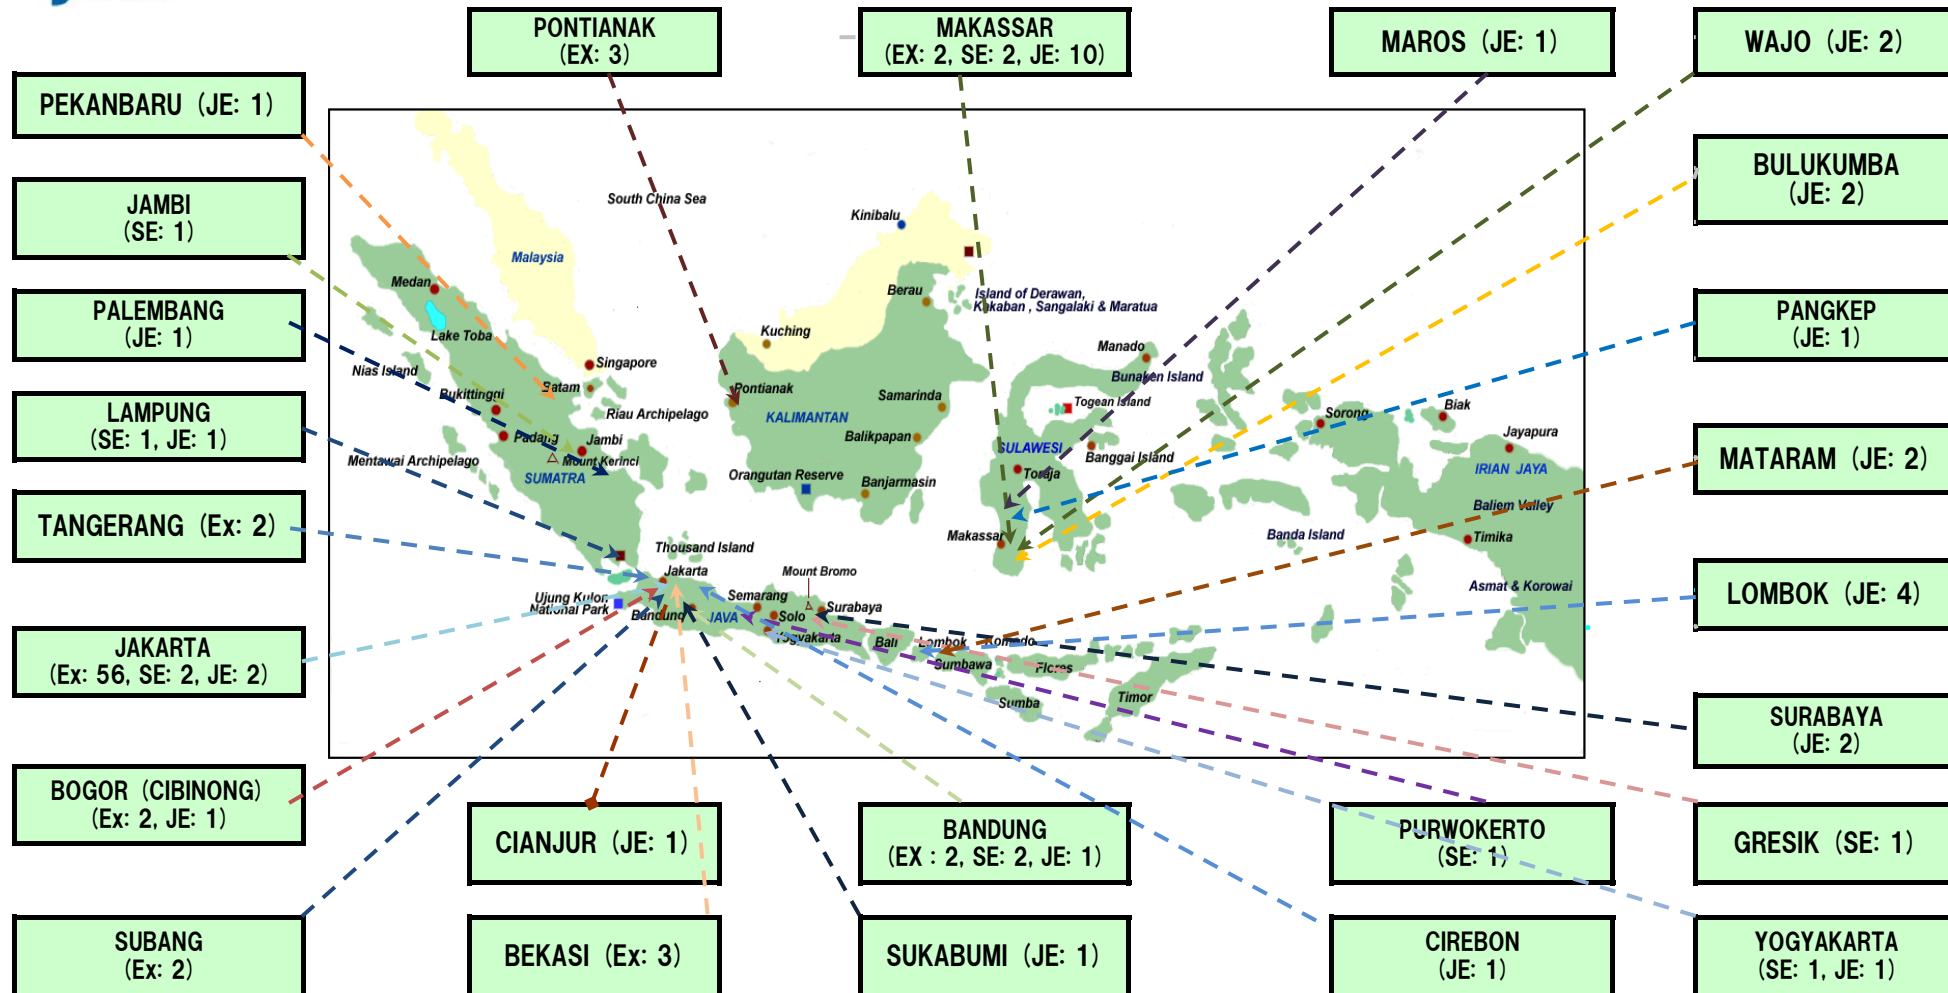 PONTIANAK
(EX: 3)
MAKASSAR
(EX: 2, SE: 2, JE: 10)
MAROS (JE: 1)
WAJO (JE: 2)
PEKANBARU (JE: 1)
BULUKUMBA
(JE: 2)
JAMBI
(SE: 1)
PALEMBANG
(JE: 1)
PANGKEP
(JE: 1)
LAMPUNG
(SE: 1, JE: 1)
MATARAM (JE: 2)
TANGERANG (Ex: 2)
LOMBOK (JE: 4)
JAKARTA
(Ex: 56, SE: 2, JE: 2)
SURABAYA
(JE: 2)
BOGOR (CIBINONG)
(Ex: 2, JE: 1)
CIANJUR (JE: 1)
BANDUNG
(EX : 2, SE: 2, JE: 1)
PURWOKERTO
(SE: 1)
GRESIK (SE: 1)
SUBANG
(Ex: 2)
BEKASI (Ex: 3)
SUKABUMI (JE: 1)
CIREBON
(JE: 1)
YOGYAKARTA
(SE: 1, JE: 1)
South China Sea
Kinibalu
Malaysia
Medan
Berau
Island of Derawan,
Kakaban , Sangalaki & Maratua
Lake Toba
Kuching
Manado
Singapore
Nias Island
Bunaken Island
Batam
Pontianak
Bukittinggi
Samarinda
Togean Island
Riau Archipelago
KALIMANTAN
Sorong
Biak
Jayapura
Padang
Jambi
Balikpapan
SULAWESI
Banggai Island
Mentawai Archipelago
Mount Kerinci
IRIAN JAYA
SUMATRA
Orangutan Reserve
Banjarmasin
Toraja
Baliem Valley
Makassar
Banda Island
Timika
Thousand Island
Jakarta
Mount Bromo
Asmat & Korowai
Ujung Kulon
National Park
Semarang
Surabaya
Bandung
JAVA
Solo
Yogyakarta
Bali
Lombok
Komodo
Sumbawa
Flores
Sumba
Timor